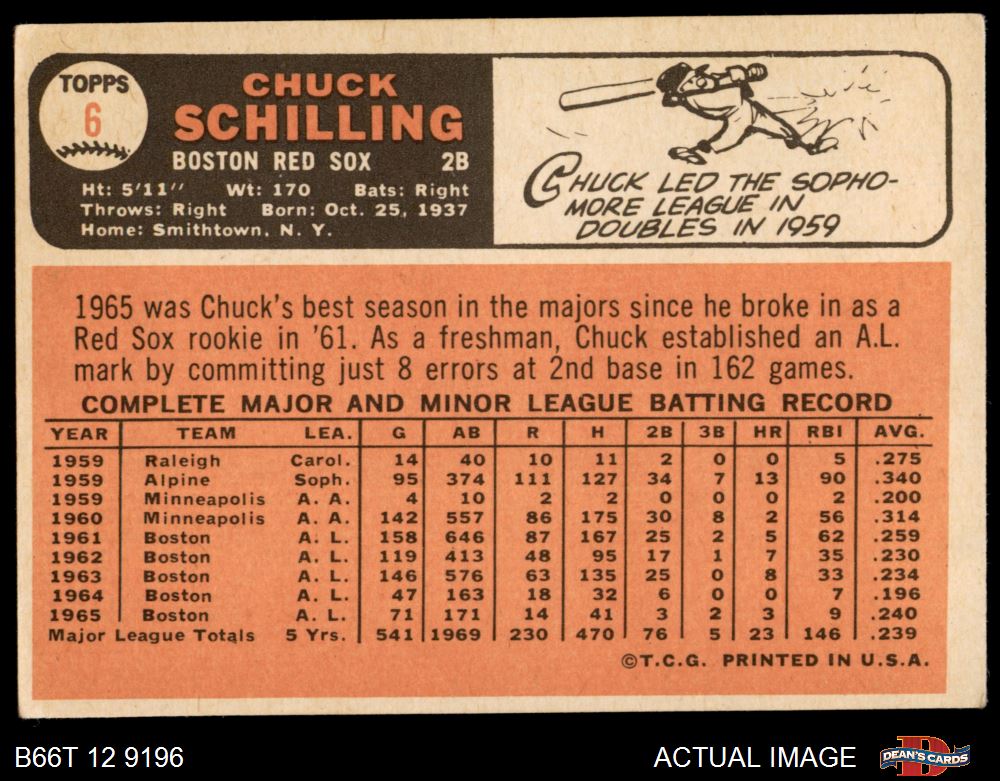 TOPPS
6
CHUCK
SCHILLING
BOSTON RED SOX 2B
Ht: 5'11" Wt: 170 Bats: Right
Throws: Right Born: Oct. 25, 1937
Home: Smithtown, N. Y.
CHUCK LED THE SOPHO-
MORE LEAGUE IN
DOUBLES IN 1959
1965 was Chuck's best season in the majors since he broke in as a
Red Sox rookie in '61. As a freshman, Chuck established an A.L.
mark by committing just 8 errors at 2nd base in 162 games.
COMPLETE MAJOR AND MINOR LEAGUE BATTING RECORD
YEAR TEAM LEA. G AB R H 2B 3B HR RBI AVG.
1959 Raleigh Carol. 14 40 10 11 2 0 0 5 .275
1959 Alpine Soph. 95 374 111 127 34 7 13 90 .340
1959 Minneapolis A. A. 4 10 2 2 0 0 0 2 .200
1960 Minneapolis A. A. 142 557 86 175 30 8 2 56 .314
1961 Boston A. L. 158 646 87 167 25 2 5 62 .259
1962 Boston A. L. 119 413 48 95 17 1 7 35 .230
1963 Boston A. L. 146 576 63 135 25 0 8 33 .234
1964 Boston A. L. 47 163 18 32 6 0 0 7 .196
1965 Boston A. L. 71 171 14 41 3 2 3 9 .240
Major League Totals 5 Yrs. 541 1969 230 470 76 5 23 146 .239
©T.C.G. PRINTED IN U.S.A.
B66T 12 9196
ACTUAL IMAGE
D
DEAN'S CARDS